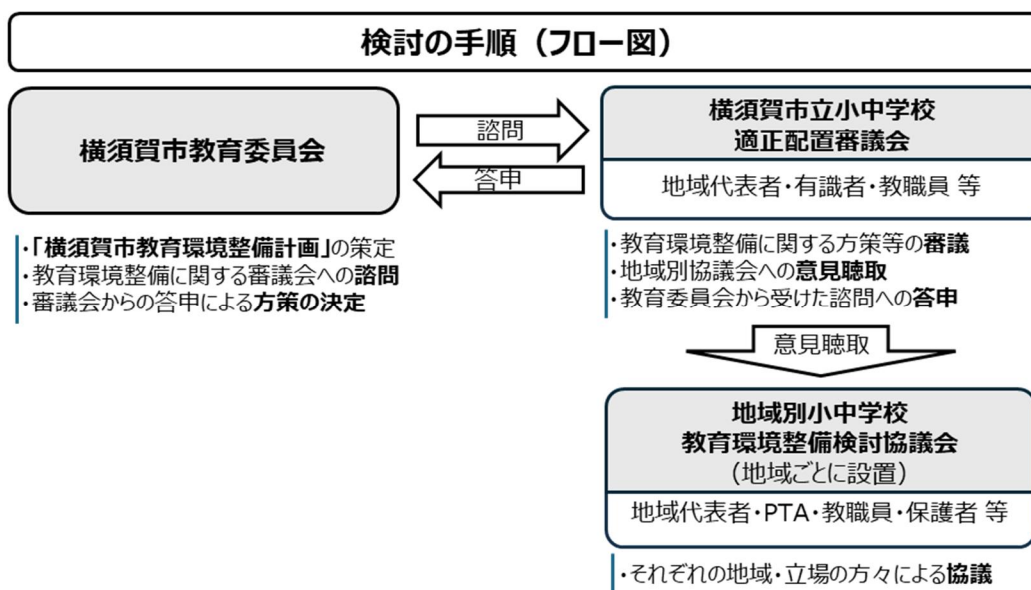 検討の手順（フロー図）
横須賀市教育委員会
諮問
答申
横須賀市立小中学校
適正配置審議会
地域代表者・有識者・教職員 等
・「横須賀市教育環境整備計画」の策定
・教育環境整備に関する審議会への諮問
・審議会からの答申による方策の決定
・教育環境整備に関する方策等の審議
・地域別協議会への意見聴取
・教育委員会から受けた諮問への答申
意見聴取
地域別小中学校
教育環境整備検討協議会
（地域ごとに設置）
地域代表者・PTA・教職員・保護者 等
・それぞれの地域・立場の方々による協議